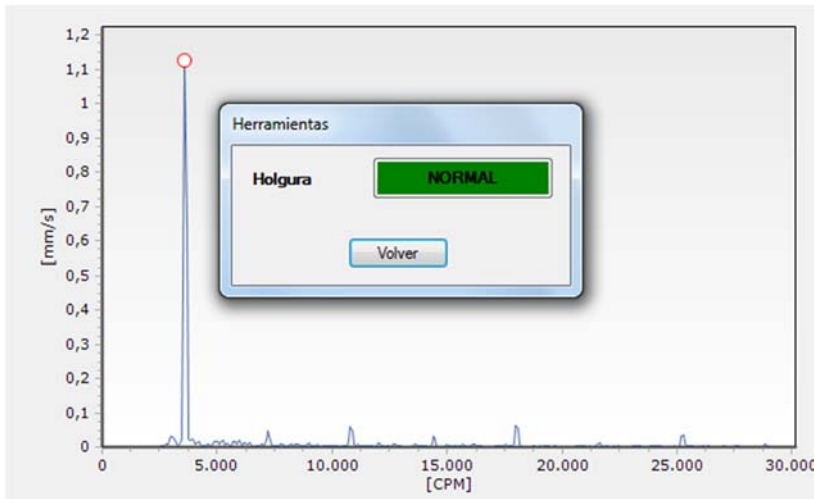 1,2
1,1
1
0,9
0,8
0,7
0,6
0,5
0,4
0,3
0,2
0,1
0
[mm/s]
Herramientas
Holgura NORMAL
Volver
0 5.000 10.000 15.000 20.000 25.000 30.000
[CPM]